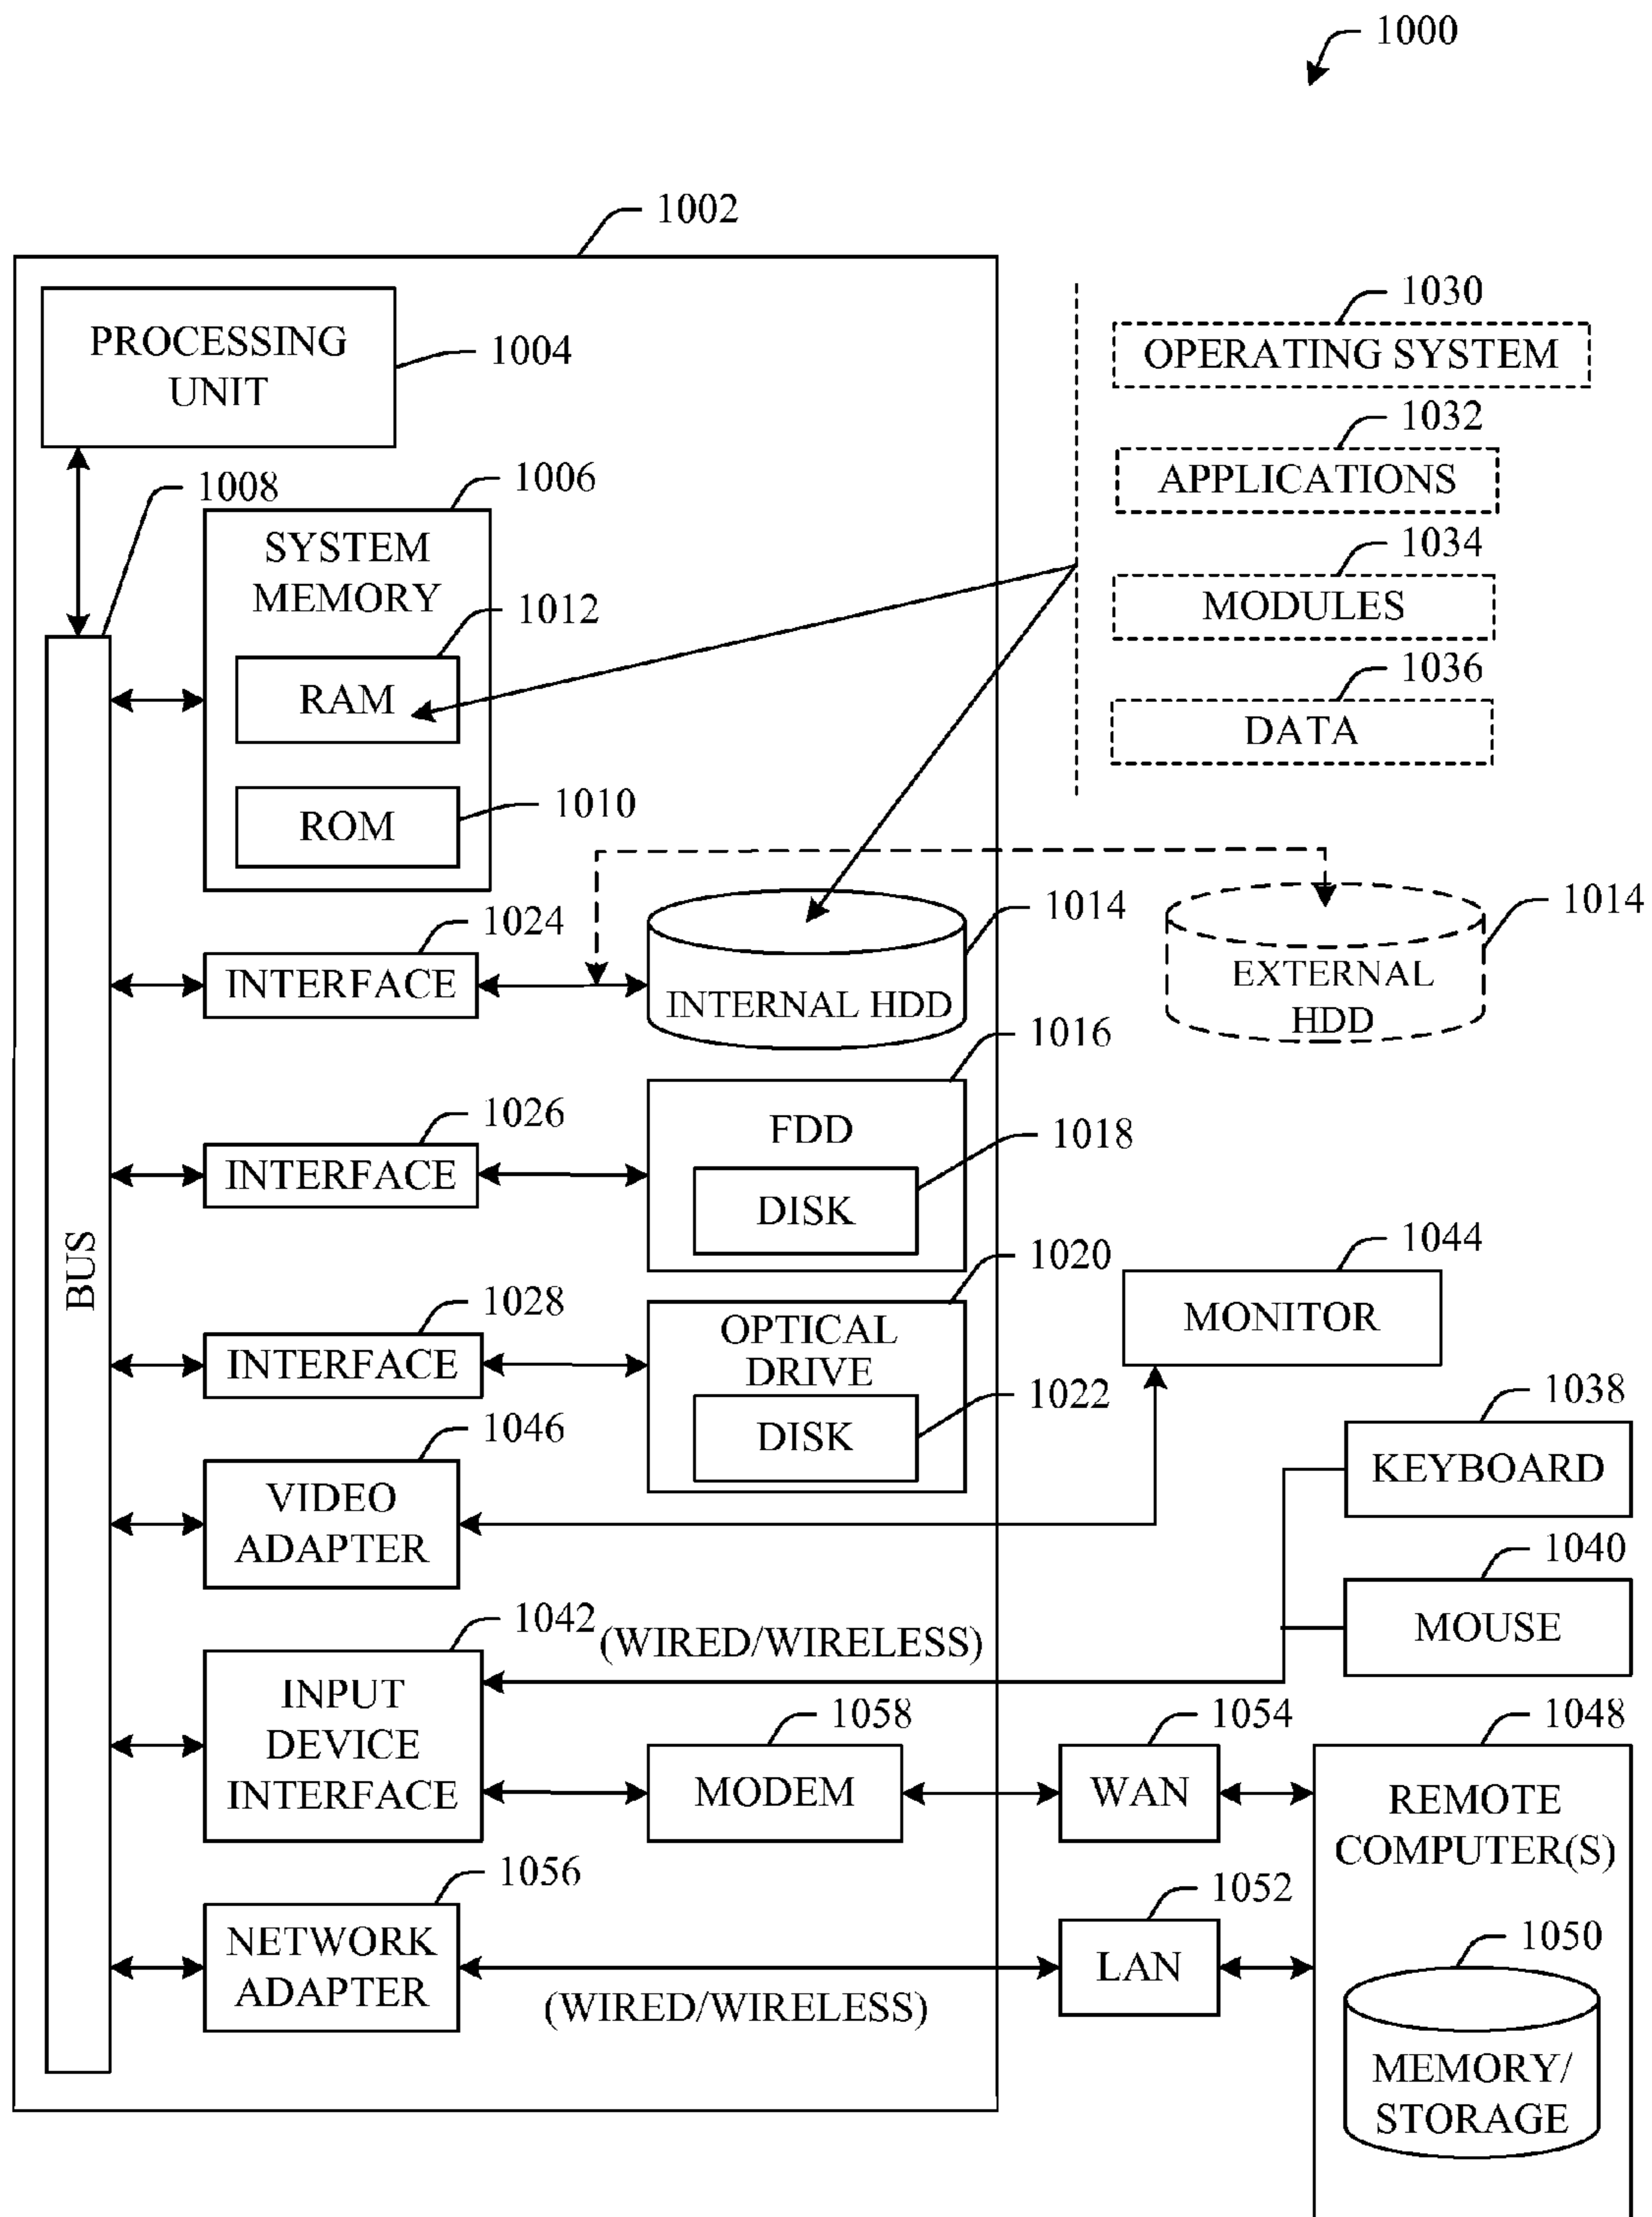 1000
1002
PROCESSING
UNIT
1004
1030
OPERATING SYSTEM
1032
APPLICATIONS
1034
MODULES
1036
DATA
1008
1006
SYSTEM
MEMORY
1012
RAM
1010
ROM
BUS
1024
INTERFACE
1014
INTERNAL HDD
1014
EXTERNAL
HDD
1016
FDD
1026
INTERFACE
1018
DISK
1020
OPTICAL
DRIVE
1028
INTERFACE
1022
DISK
1044
MONITOR
1046
VIDEO
ADAPTER
1038
KEYBOARD
1040
MOUSE
1042
(WIRED/WIRELESS)
INPUT
DEVICE
INTERFACE
1058
MODEM
1054
WAN
1048
REMOTE
COMPUTER(S)
1056
NETWORK
ADAPTER
(WIRED/WIRELESS)
1052
LAN
1050
MEMORY/
STORAGE